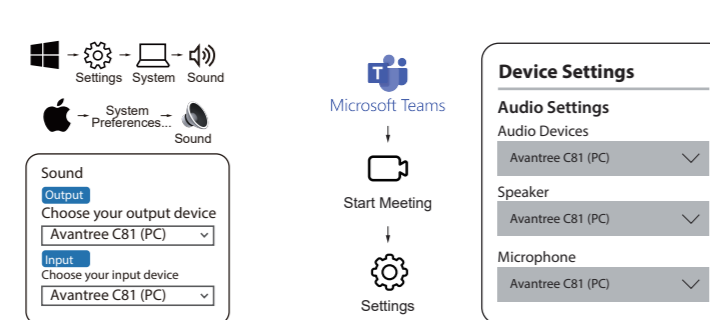 Settings System Sound
System
Preferences...
Sound
Sound
Output
Choose your output device
Avantree C81 (PC)
Input
Choose your input device
Avantree C81 (PC)
T
Microsoft Teams
Start Meeting
Settings
Device Settings
Audio Settings
Audio Devices
Avantree C81 (PC)
Speaker
Avantree C81 (PC)
Microphone
Avantree C81 (PC)